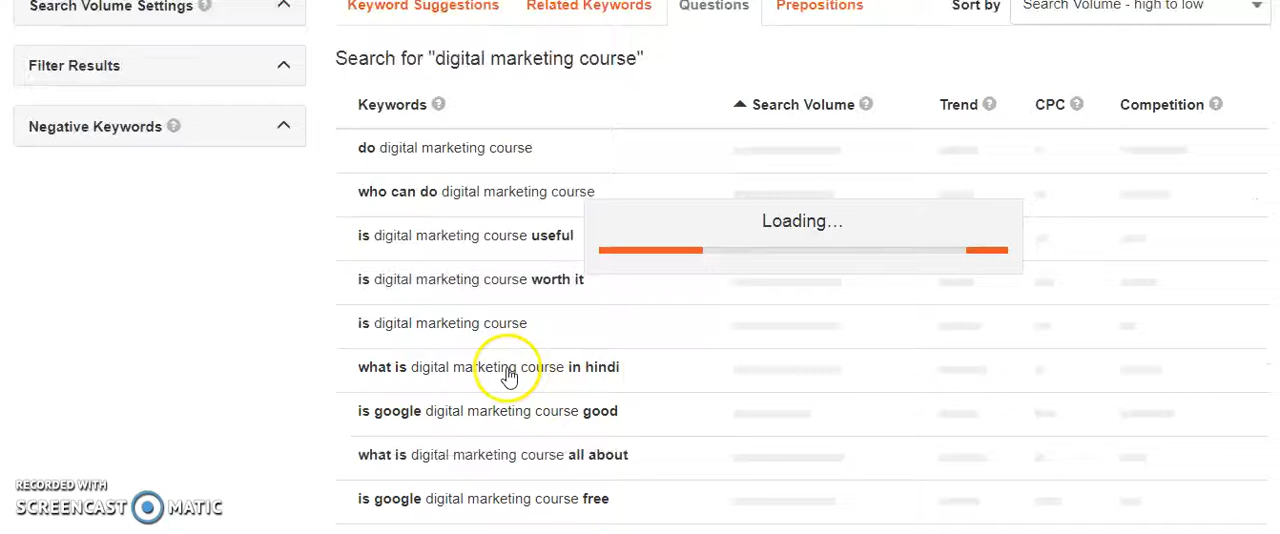 Search Volume Settings
Keyword Suggestions Related Keywords Questions Prepositions Sort by Search Volume - high to low
Filter Results
Search for "digital marketing course"
Keywords Search Volume Trend CPC Competition
Negative Keywords
do digital marketing course
who can do digital marketing course
Loading...
is digital marketing course useful
is digital marketing course worth it
is digital marketing course
what is digital marketing course in hindi
is google digital marketing course good
what is digital marketing course all about
is google digital marketing course free
RECORDED WITH
SCREENCAST MATIC